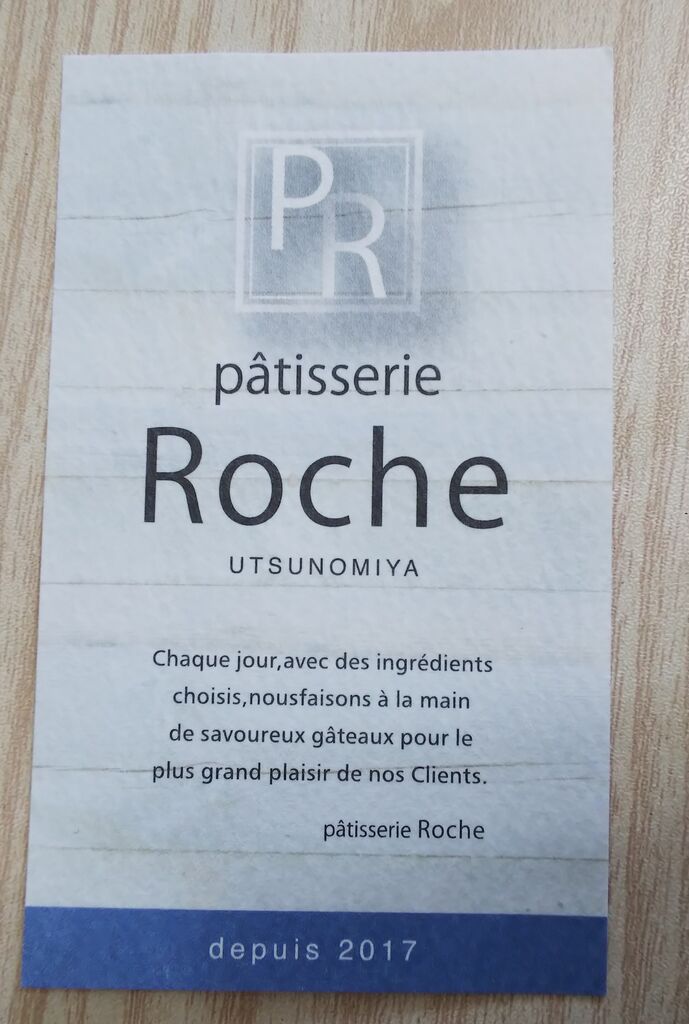 PR
pâtisserie
Roche
UTSUNOMIYA
Chaque jour,avec des ingrédients
choisis,nousfaisons à la main
de savoureux gâteaux pour le
plus grand plaisir de nos Clients.
pâtisserie Roche
depuis 2017